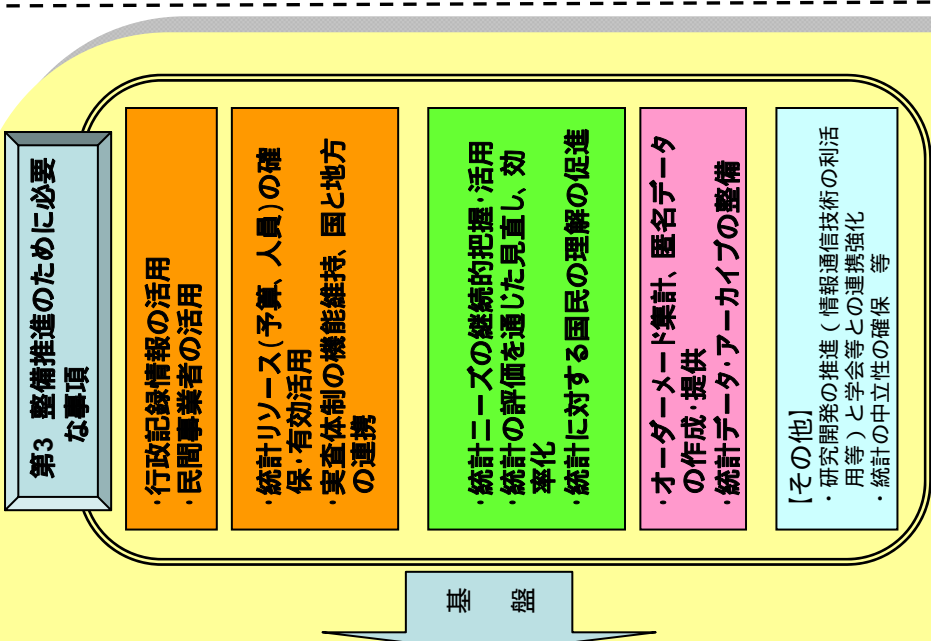 第3 整備推進のために必要
な事項
・行政記録情報の活用
・民間事業者の活用
・統計リソース(予算、人員)の確
保・有効活用
・実査体制の機能維持、国と地方
の連携
・統計ニーズの継続的把握・活用
・統計の評価を通じた見直し、効
率化
・統計に対する国民の理解の促進
・オーダーメード集計、匿名データ
の作成・提供
・統計データ・アーカイブの整備
【その他】
・研究開発の推進（情報通信技術の利活
用等）と学会等との連携強化
・統計の中立性の確保 等
基 盤